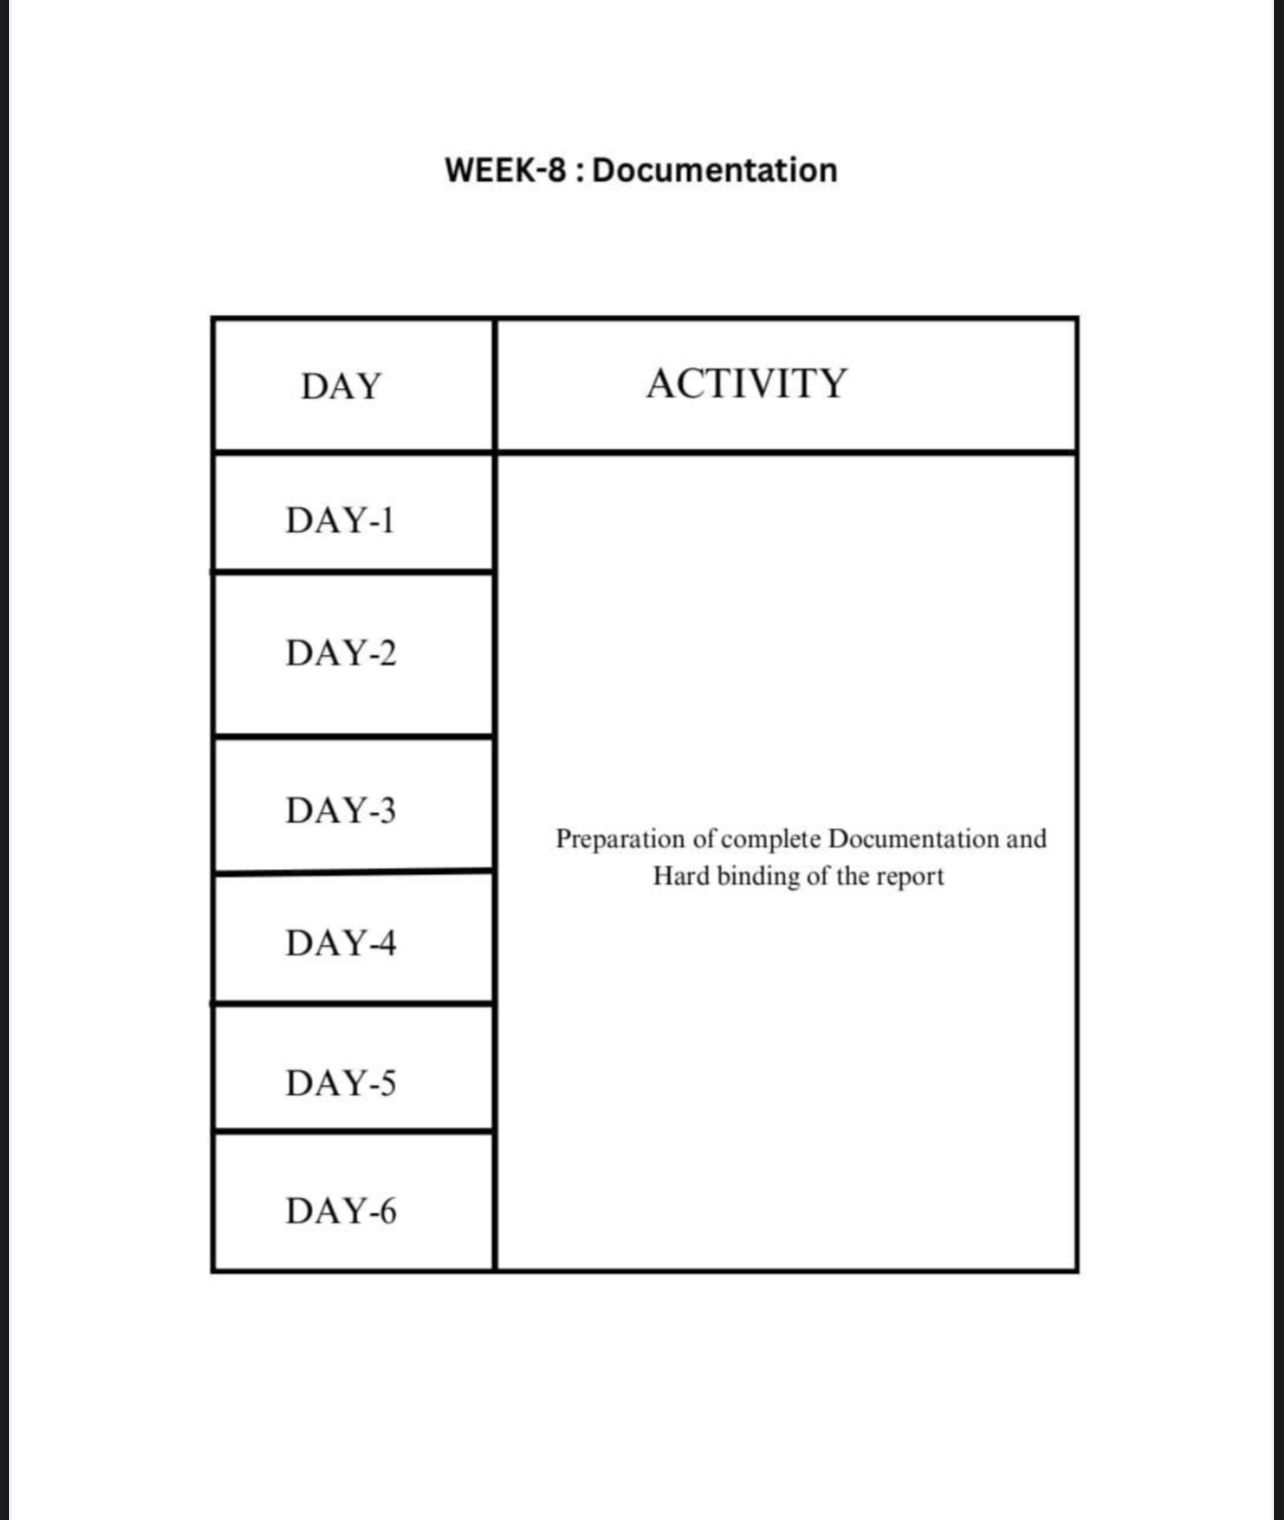 WEEK-8 : Documentation
DAY
ACTIVITY
DAY-1
DAY-2
DAY-3
DAY-4
DAY-5
DAY-6
Preparation of complete Documentation and
Hard binding of the report